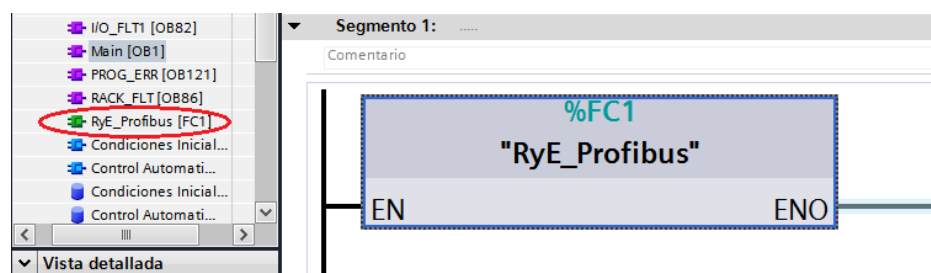 I/O_FLT1 [OB82]
Main [OB1]
PROG_ERR [OB121]
RACK_FLT [OB86]
RyE_Profibus [FC1]
Condiciones Inicial...
Control Automati...
Condiciones Inicial...
Control Automati...
Vista detallada
Segmento 1: .....
Comentario
%FC1
"RyE_Profibus"
EN ENO